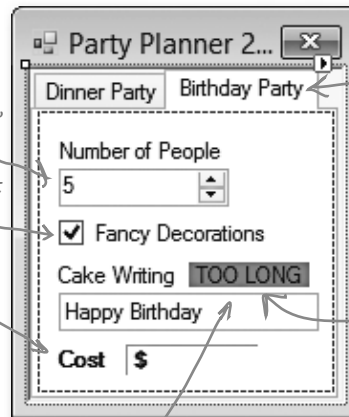 Party Planner 2...
Dinner Party Birthday Party
Number of People
5
Fancy Decorations
Cake Writing TOO LONG
Happy Birthday
Cost $